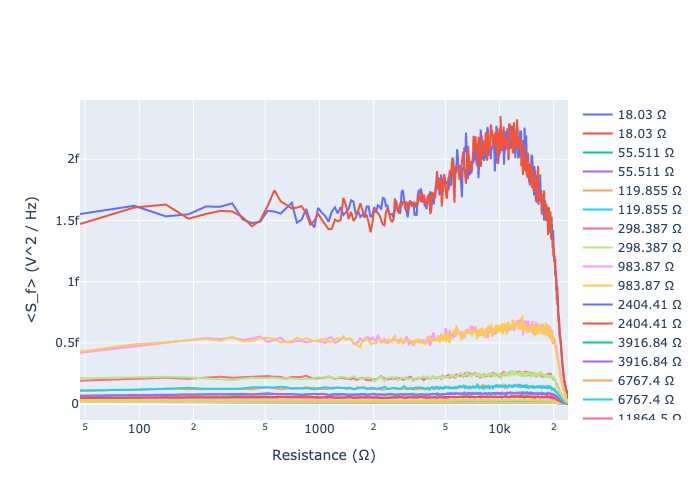 2f
1.5f
1f
0.5f
0
5
100
2
5
1000
2
5
10k
2
Resistance (Ω)
<S_f> (V^2 / Hz)
18.03 Ω
18.03 Ω
55.511 Ω
55.511 Ω
119.855 Ω
119.855 Ω
298.387 Ω
298.387 Ω
983.87 Ω
983.87 Ω
2404.41 Ω
2404.41 Ω
3916.84 Ω
3916.84 Ω
6767.4 Ω
6767.4 Ω
11864.5 Ω